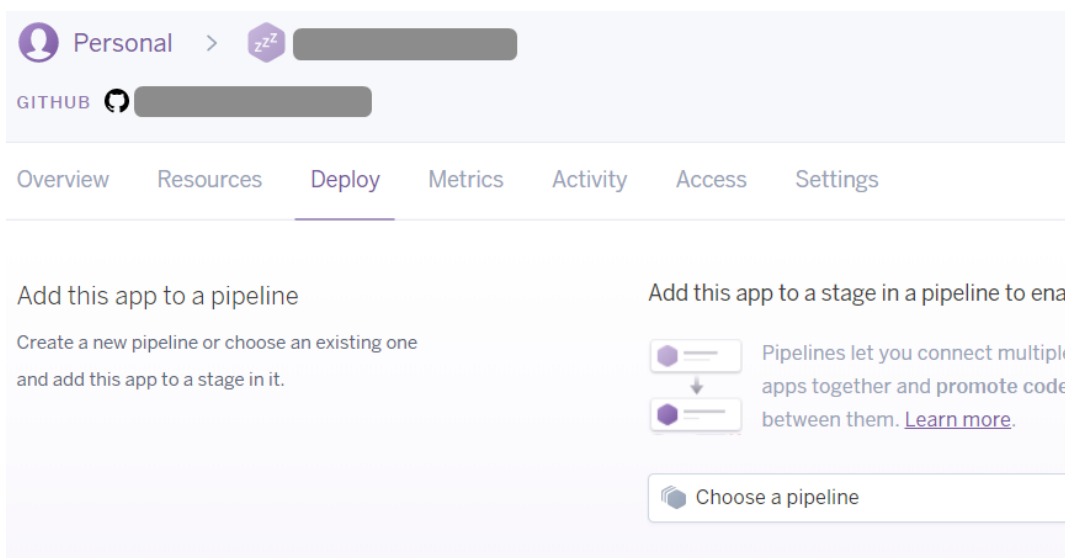 Personal >
zzz
GITHUB
Overview Resources Deploy Metrics Activity Access Settings
Add this app to a pipeline
Create a new pipeline or choose an existing one
and add this app to a stage in it.
Add this app to a stage in a pipeline to ena
Pipelines let you connect multiple
apps together and promote code
between them. Learn more.
Choose a pipeline